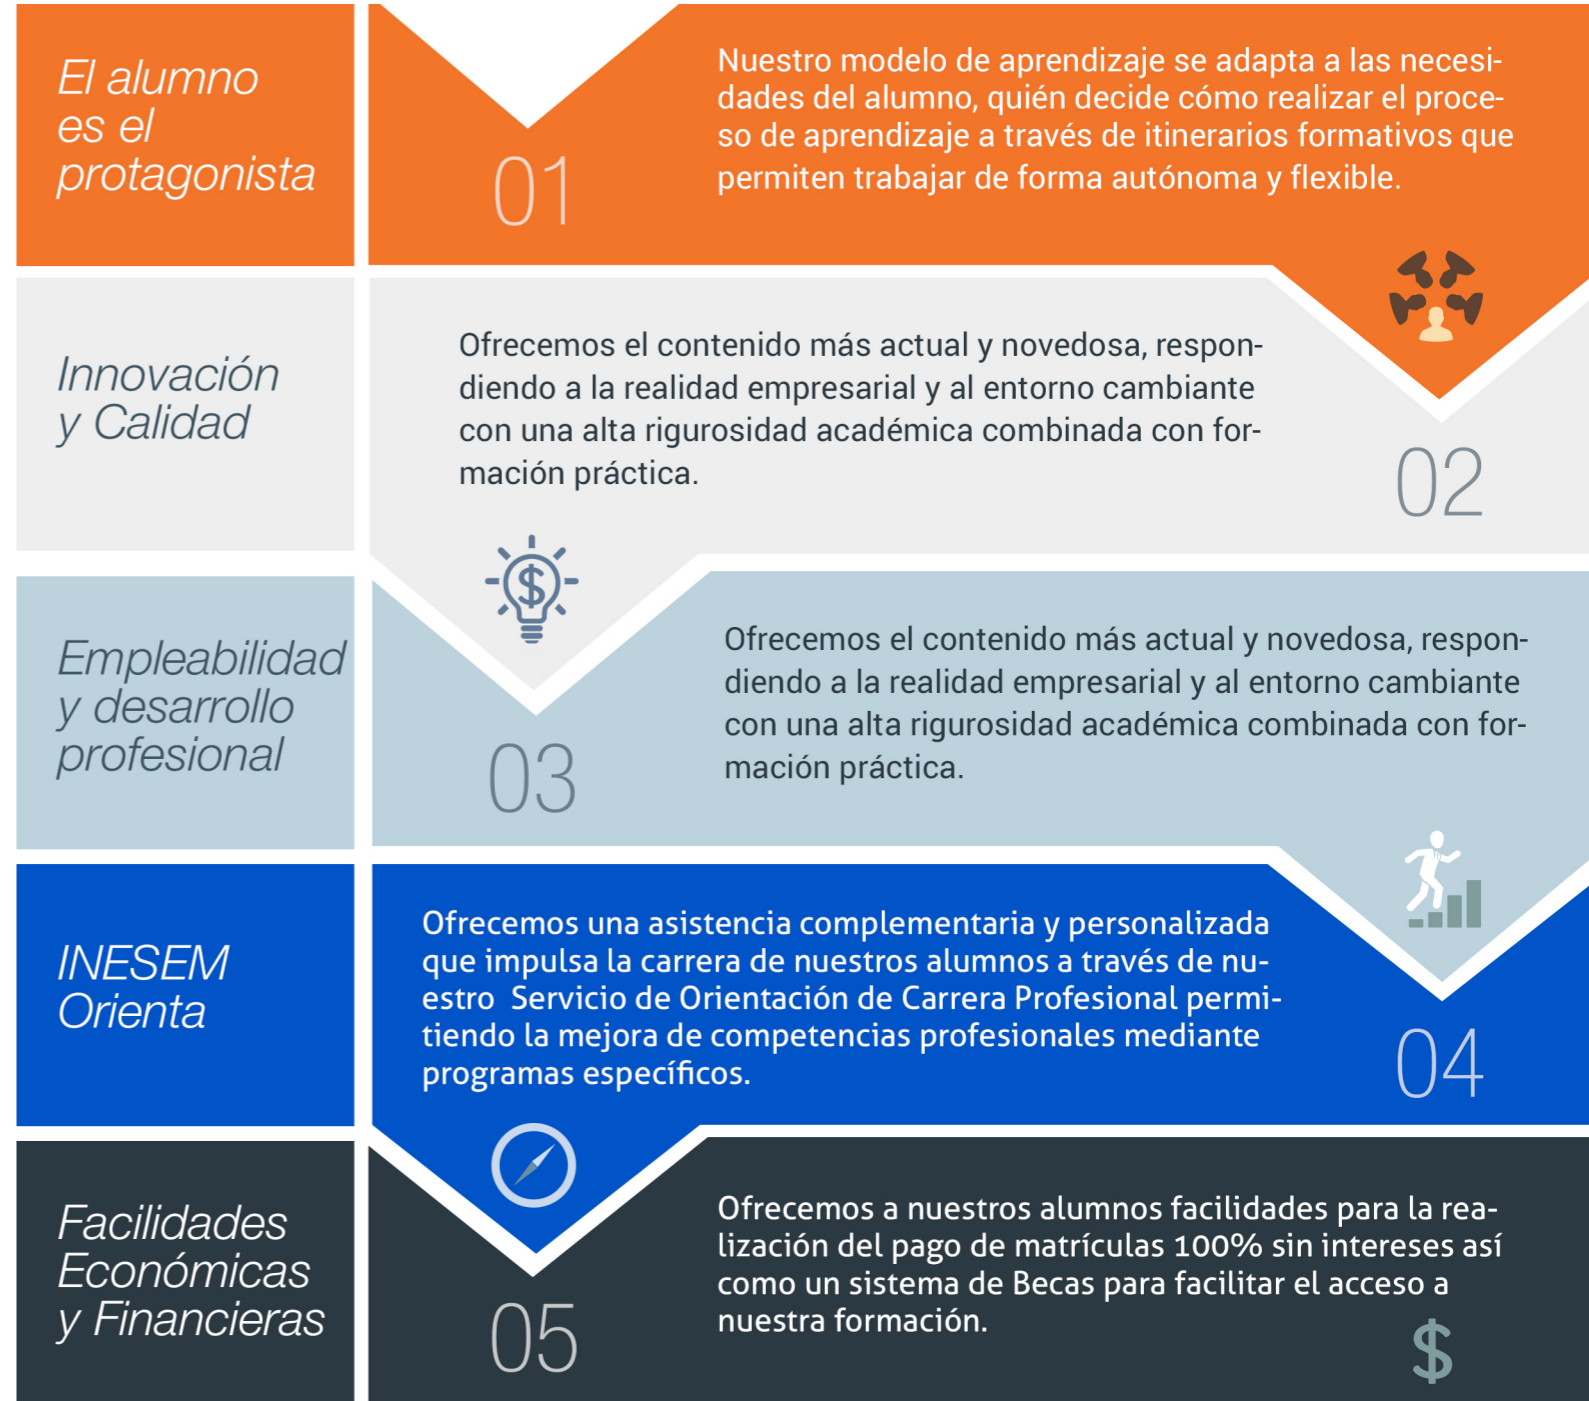 El alumno
es el
protagonista
01
Nuestro modelo de aprendizaje se adapta a las necesi-
dades del alumno, quién decide cómo realizar el proce-
so de aprendizaje a través de itinerarios formativos que
permiten trabajar de forma autónoma y flexible.
Innovación
y Calidad
Ofrecemos el contenido más actual y novedosa, respon-
diendo a la realidad empresarial y al entorno cambiante
con una alta rigurosidad académica combinada con for-
mación práctica.
02
$
Empleabilidad
y desarrollo
profesional
03
Ofrecemos el contenido más actual y novedosa, respon-
diendo a la realidad empresarial y al entorno cambiante
con una alta rigurosidad académica combinada con for-
mación práctica.
INESEM
Orienta
Ofrecemos una asistencia complementaria y personalizada
que impulsa la carrera de nuestros alumnos a través de nu-
estro  Servicio de Orientación de Carrera Profesional permi-
tiendo la mejora de competencias profesionales mediante
programas específicos.
04
Facilidades
Económicas
y Financieras
05
Ofrecemos a nuestros alumnos facilidades para la rea-
lización del pago de matrículas 100% sin intereses así
como un sistema de Becas para facilitar el acceso a
nuestra formación.
$